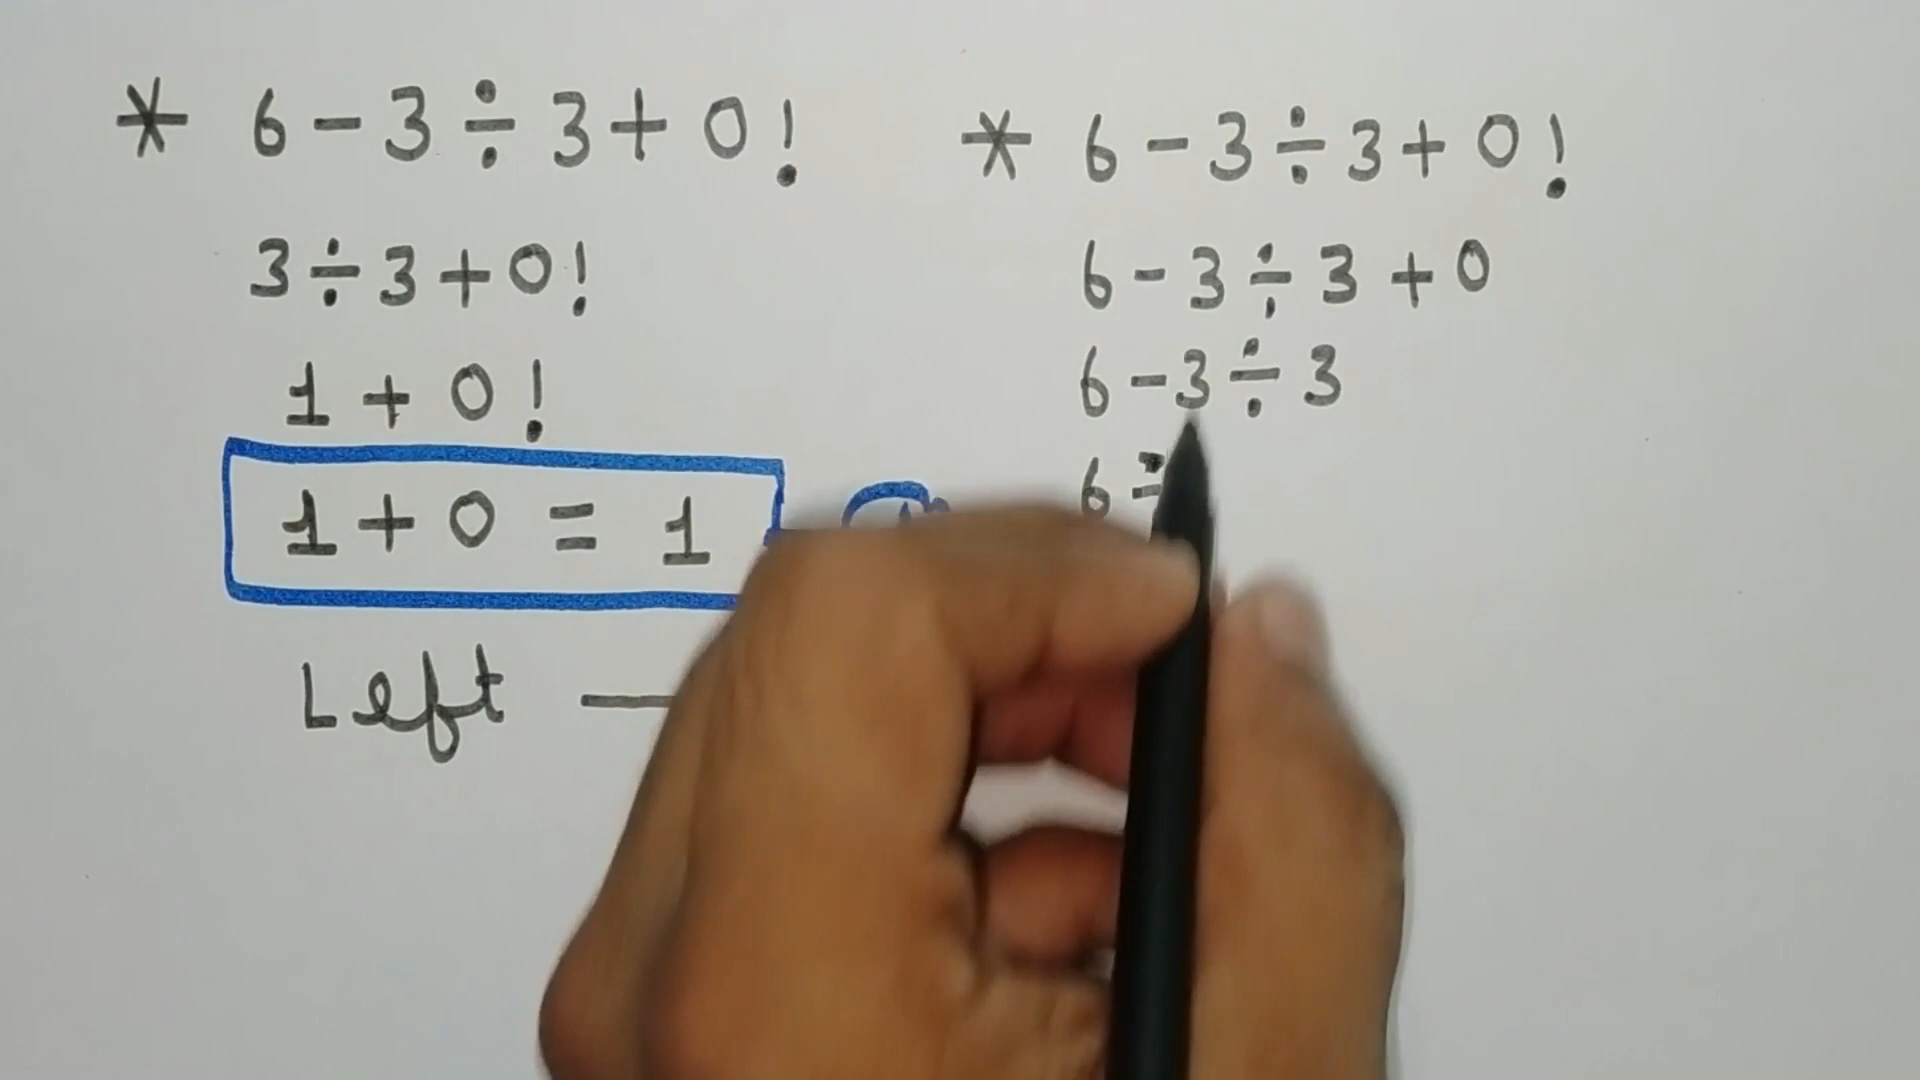 * 6 - 3 ÷ 3 + 0!
3 ÷ 3 + 0!
1 + 0!
1 + 0 = 1
Left
* 6 - 3 ÷ 3 + 0!
6 - 3 ÷ 3 + 0
6 - 3 ÷ 3
6